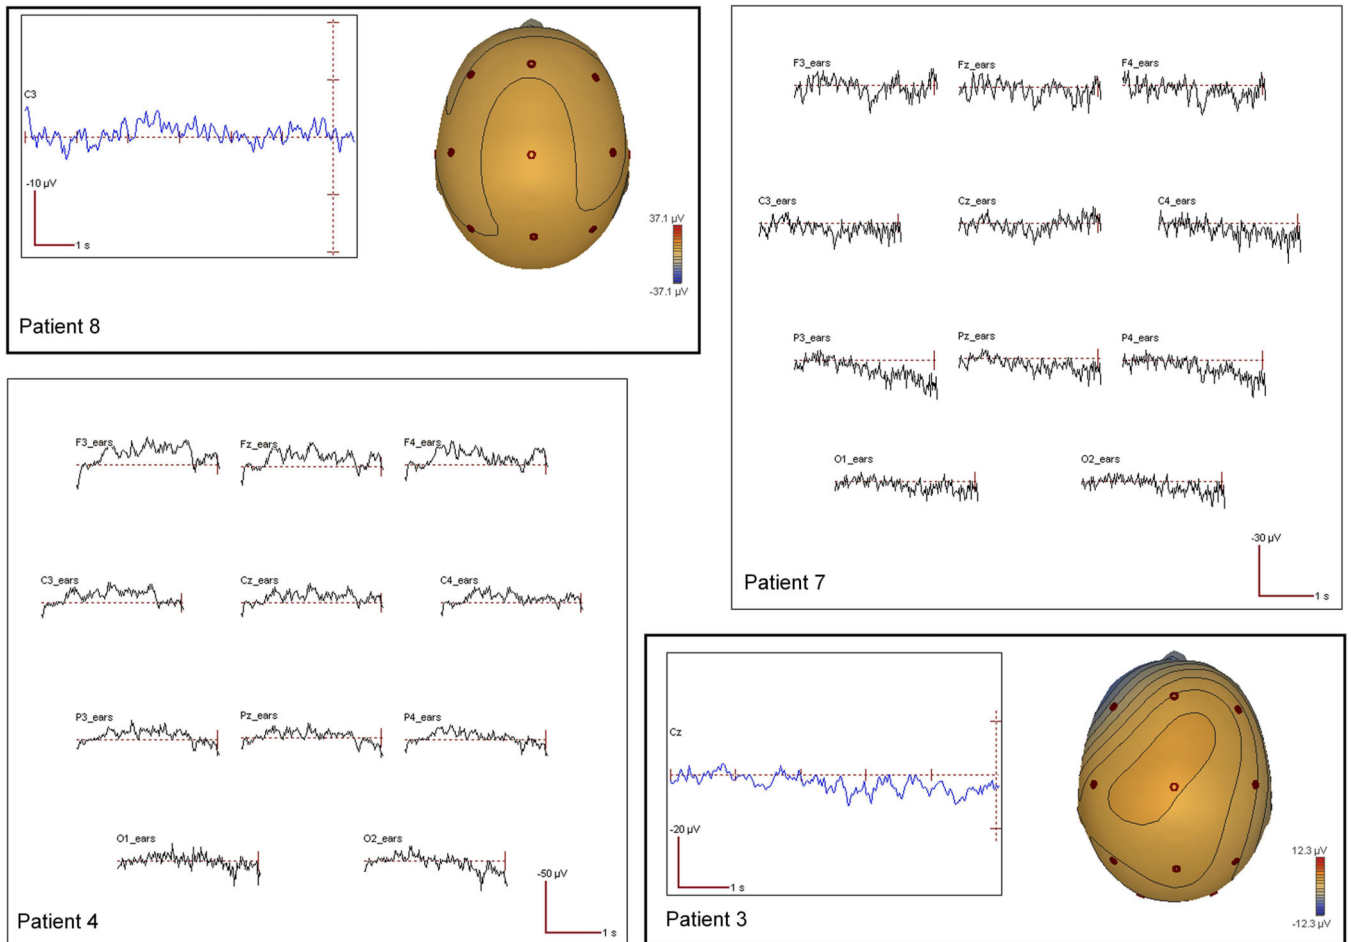 C3
-10 µV
1 s
37.1 µV
-37.1 µV
Patient 8
F3_ears Fz_ears F4_ears
C3_ears Cz_ears C4_ears
P3_ears Pz_ears P4_ears
O1_ears O2_ears
-30 µV
1 s
Patient 7
F3_ears Fz_ears F4_ears
C3_ears Cz_ears C4_ears
P3_ears Pz_ears P4_ears
O1_ears O2_ears
-50 µV
1 s
Patient 4
Cz
-20 µV
1 s
12.3 µV
-12.3 µV
Patient 3